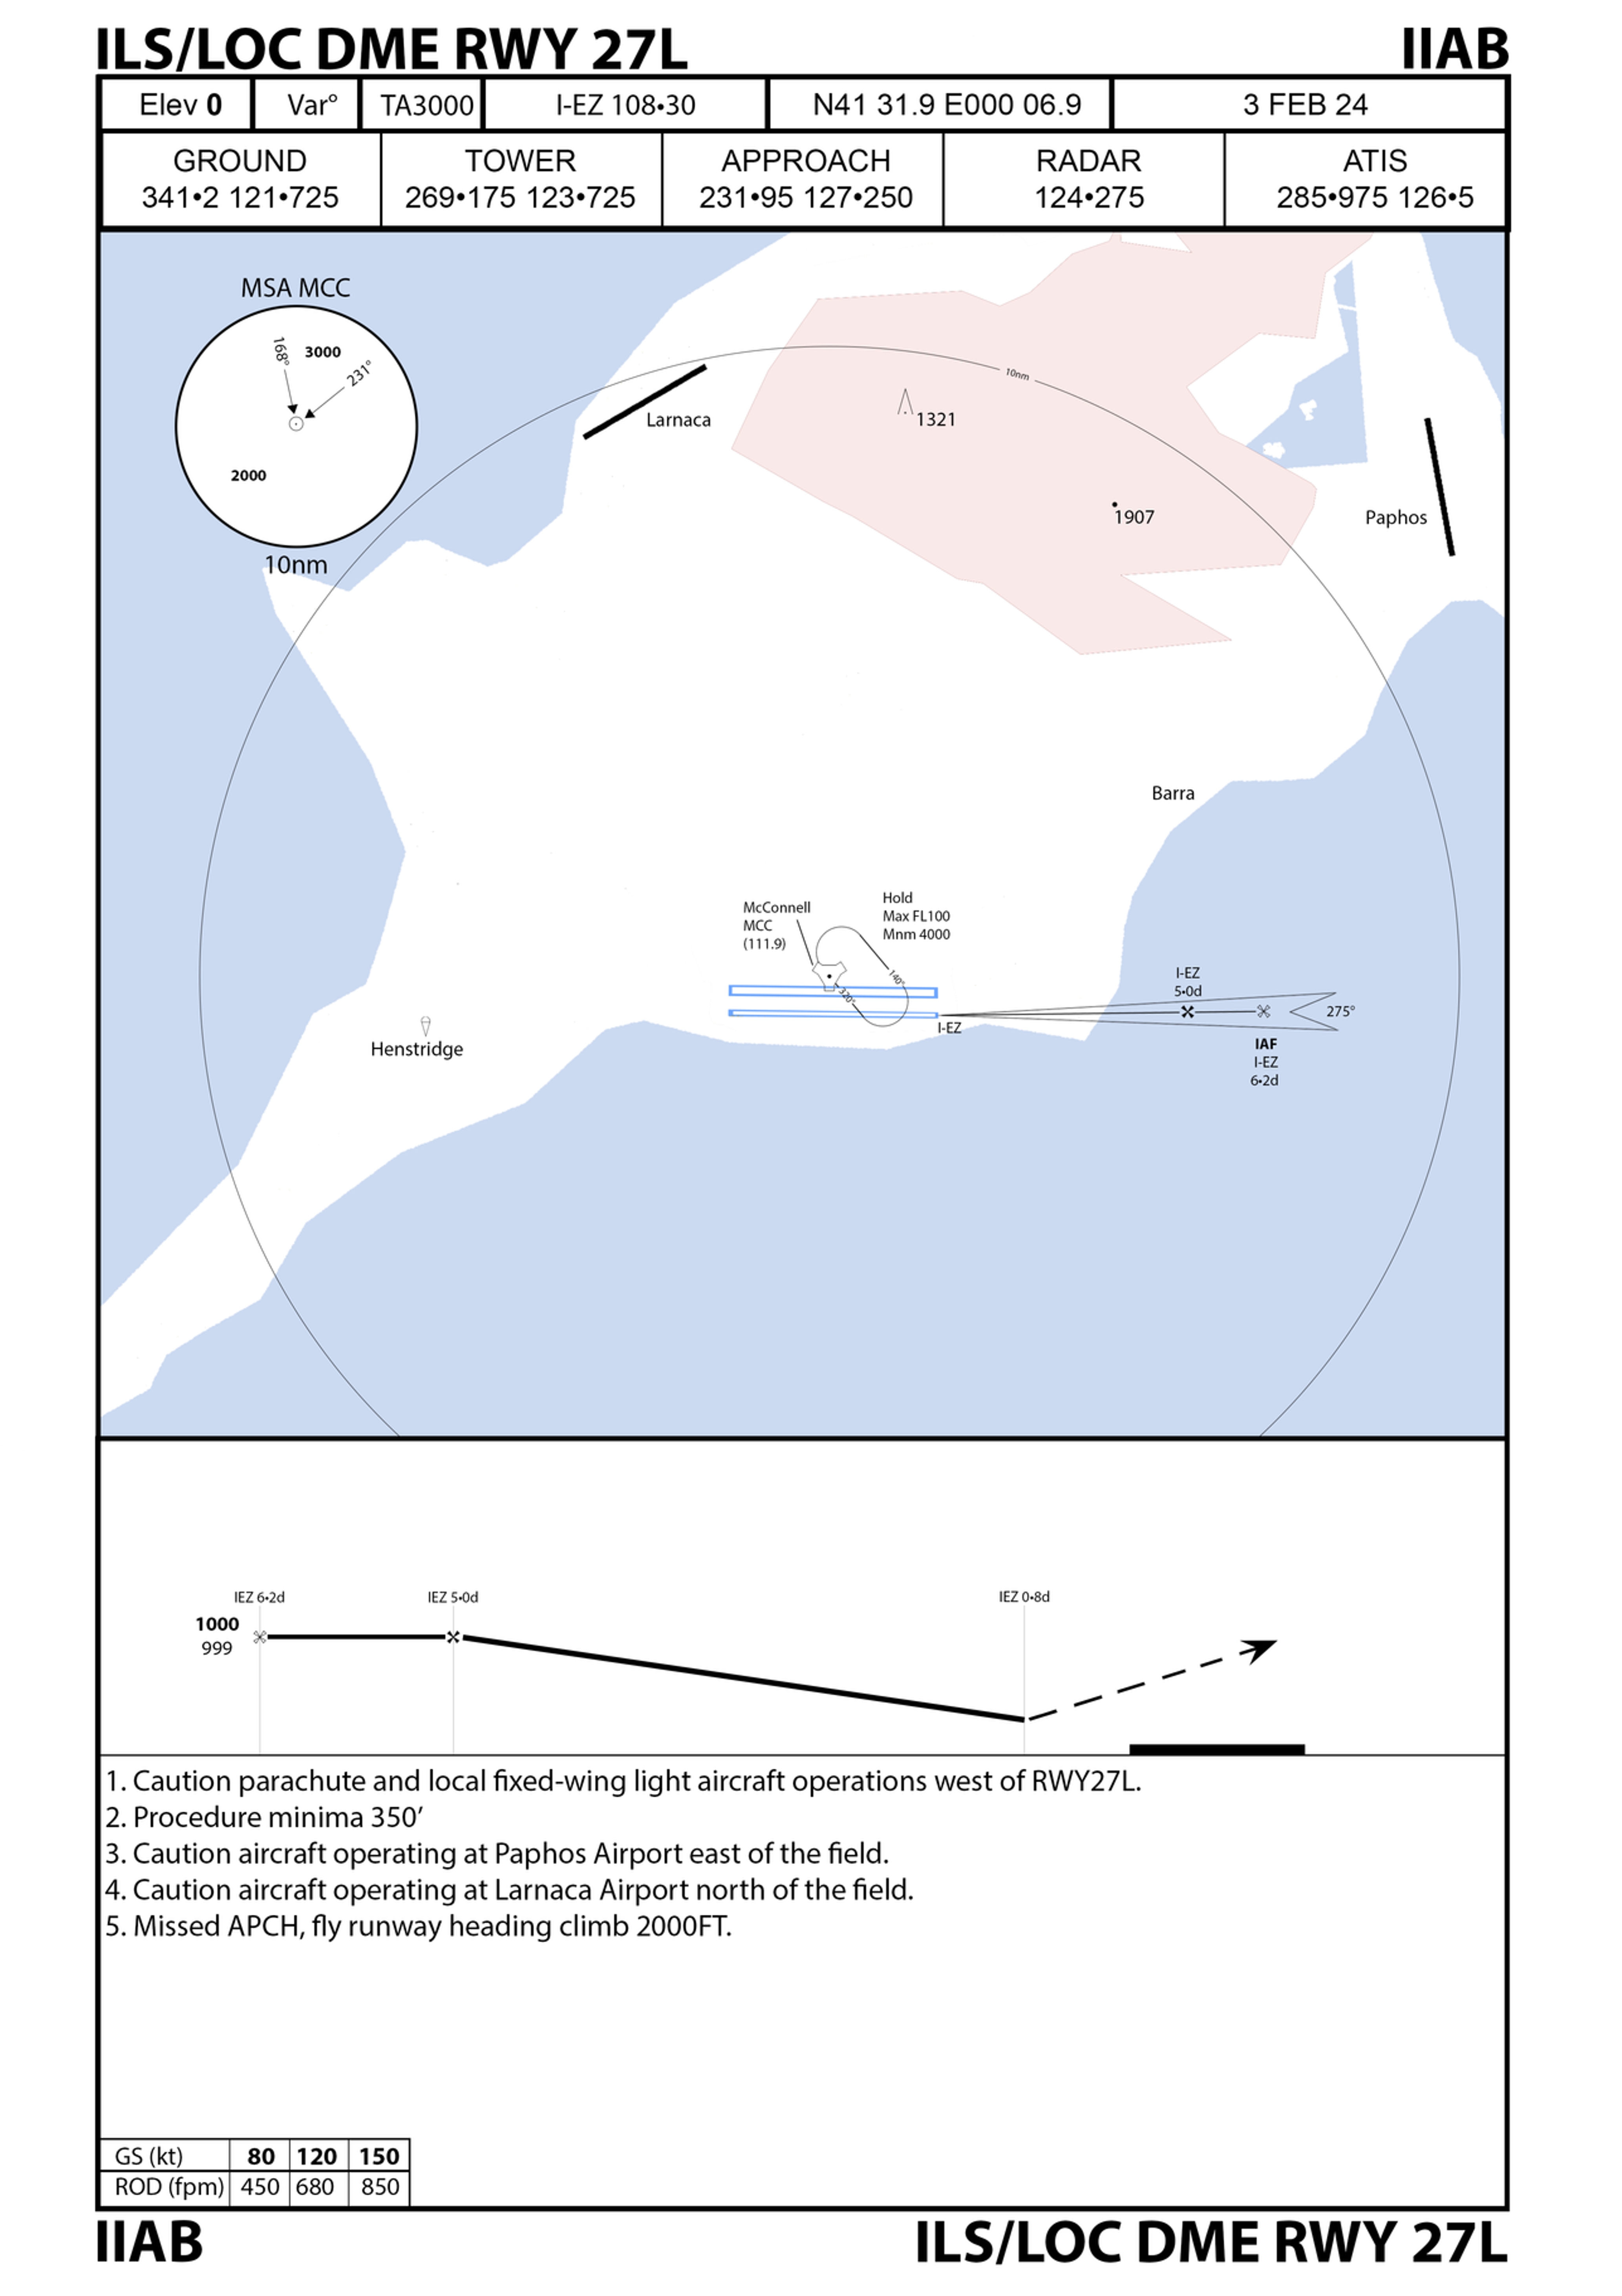 ILS/LOC DME RWY 27L
IIAB
Elev 0
Var°
TA3000
I-EZ 108•30
N41 31.9 E000 06.9
3 FEB 24
GROUND
341•2 121•725
TOWER
269•175 123•725
APPROACH
231•95 127•250
RADAR
124•275
ATIS
285•975 126•5
MSA MCC
168°
3000
231°
2000
10nm
10nm
Larnaca
1321
1907
Paphos
Barra
McConnell
MCC
(111.9)
Hold
Max FL100
Mnm 4000
140°
320°
I-EZ
I-EZ
5•0d
275°
IAF
I-EZ
6•2d
Henstridge
IEZ 6•2d
IEZ 5•0d
IEZ 0•8d
1000
999
1. Caution parachute and local fixed-wing light aircraft operations west of RWY27L.
2. Procedure minima 350’
3. Caution aircraft operating at Paphos Airport east of the field.
4. Caution aircraft operating at Larnaca Airport north of the field.
5. Missed APCH, fly runway heading climb 2000FT.
GS (kt) 80 120 150
ROD (fpm) 450 680 850
IIAB
ILS/LOC DME RWY 27L